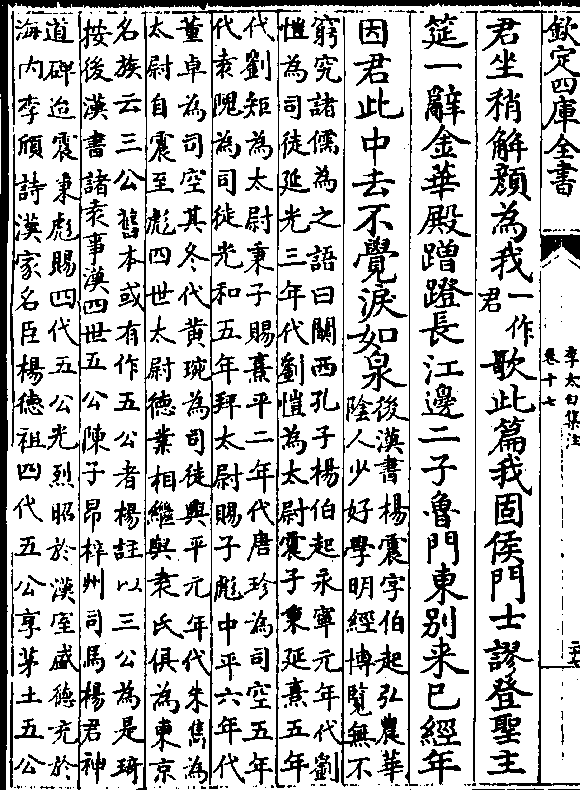 欽定四庫全書
李太白集注
卷十七
君坐稍解顏為我一作君歌此篇我固侯門士謬登聖主
筵一辭金華殿蹭蹬長江邊二子魯門東别来已經年
因君此中去不覺淚如泉後漢書楊震字伯起弘農華
陰人少好學明經博覽無不
窮究諸儒為之語曰關西孔子楊伯起永寧元年代劉
愷為司徒延光三年代劉愷為太尉震子秉延熹五年
代劉矩為太尉秉子賜熹平二年代唐珍為司空五年
代袁隗為司徒光和五年拜太尉賜子彪中平六年代
董卓為司空其冬代黄琬為司徒興平元年代朱儁為
太尉自震至彪四世太尉德業相繼與袁氏俱為東京
名族云三公舊本或有作五公者楊註以三公為是琦
按後漢書諸袁事漢四世五公陳子昂梓州司馬楊君神
道碑迨震秉彪賜四代五公光烈昭於漢室盛德充於
海内李頎詩漢家名臣楊德祖四代五公享茅土五公